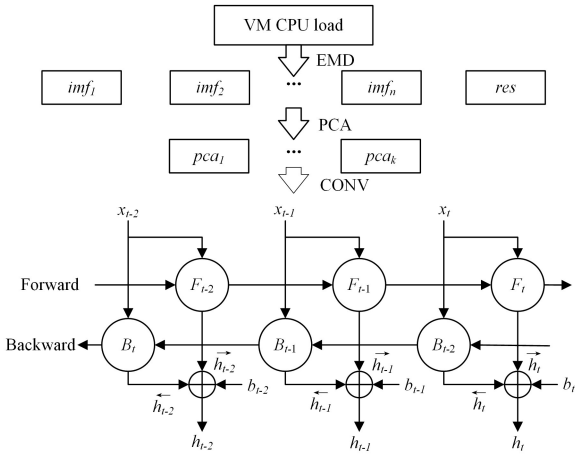 VM CPU load
EMD
imf1 imf2 ... imfn res
PCA
pca1 ... pcak
CONV
xt-2 xt-1 xt
Forward Ft-2 Ft-1 Ft
Backward Bt Bt-1 Bt-2
ht-2 ht-1 ht
bt-2 bt-1 bt
ht-2 ht-1 ht
ht-2 ht-1 ht